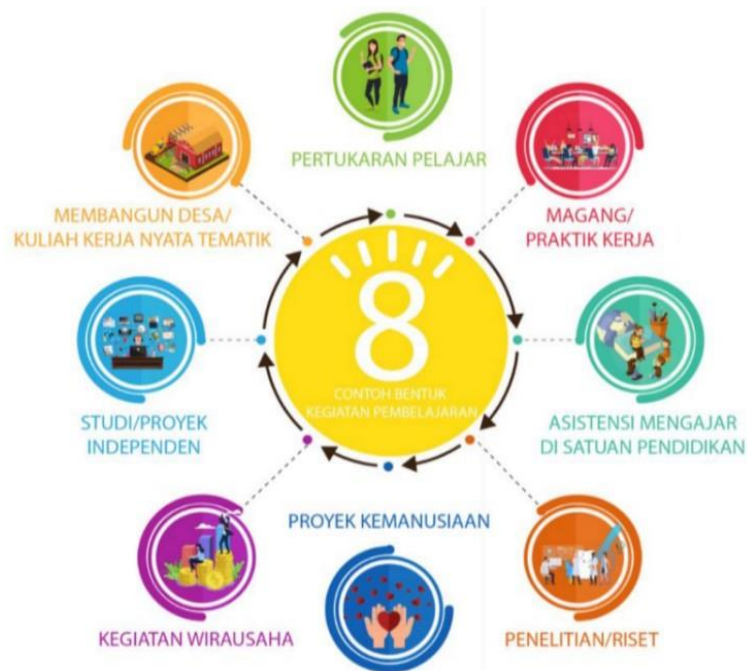 PERTUKARAN PELAJAR
MAGANG/
PRAKTIK KERJA
ASISTENSI MENGAJAR
DI SATUAN PENDIDIKAN
PENELITIAN/RISET
PROYEK KEMANUSIAAN
KEGIATAN WIRAUSAHA
STUDI/PROYEK
INDEPENDEN
MEMBANGUN DESA/
KULIAH KERJA NYATA TEMATIK
8
CONTOH BENTUK
KEGIATAN PEMBELAJARAN